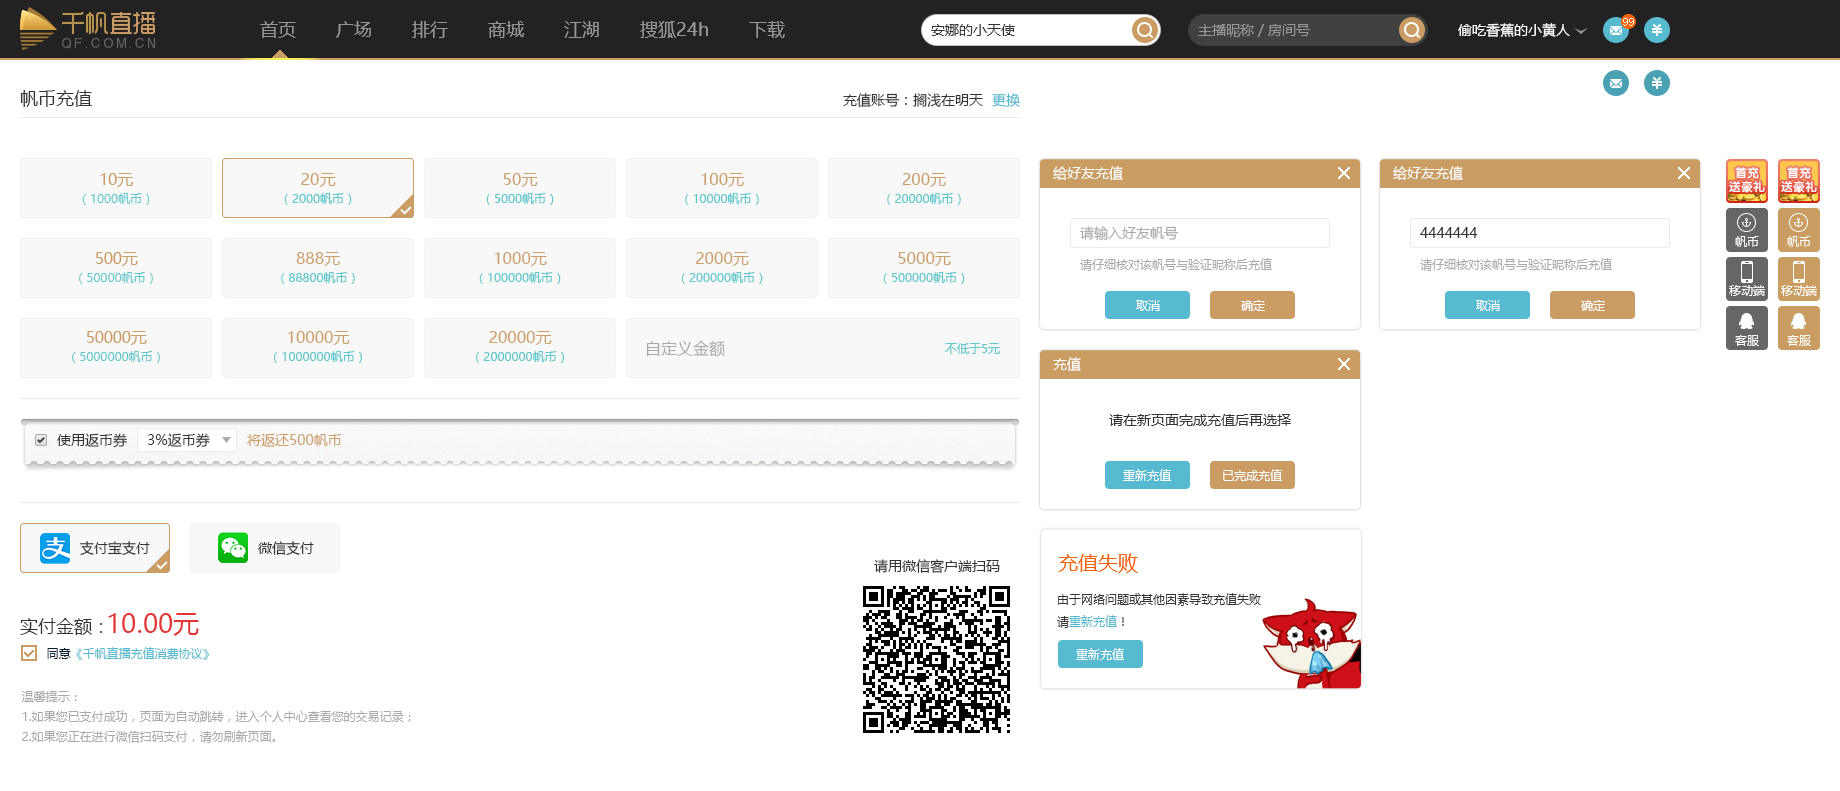 千帆直播
QF.COM.CN
首页 广场 排行 商城 江湖 搜狐24h 下载
安娜的小天使
主播昵称 / 房间号
偷吃香蕉的小黄人
99
帆币充值
充值账号：搁浅在明天 更换
10元
（1000帆币）
20元
（2000帆币）
50元
（5000帆币）
100元
（10000帆币）
200元
（20000帆币）
500元
（50000帆币）
888元
（88800帆币）
1000元
（100000帆币）
2000元
（200000帆币）
5000元
（500000帆币）
50000元
（5000000帆币）
10000元
（1000000帆币）
20000元
（2000000帆币）
自定义金额
不低于5元
使用返币券 3%返币券 将返还500帆币
支付宝支付
微信支付
实付金额：10.00元
同意《千帆直播充值消费协议》
温馨提示：
1.如果您已支付成功，页面为自动跳转，进入个人中心查看您的交易记录；
2.如果您正在进行微信扫码支付，请勿刷新页面。
请用微信客户端扫码
给好友充值
请输入好友帆号
请仔细核对该帆号与验证昵称后充值
取消 确定
给好友充值
4444444
请仔细核对该帆号与验证昵称后充值
取消 确定
充值
请在新页面完成充值后再选择
重新充值 已完成充值
充值失败
由于网络问题或其他因素导致充值失败
请重新充值！
重新充值
首充
送豪礼
帆币
移动端
客服
首充
送豪礼
帆币
移动端
客服